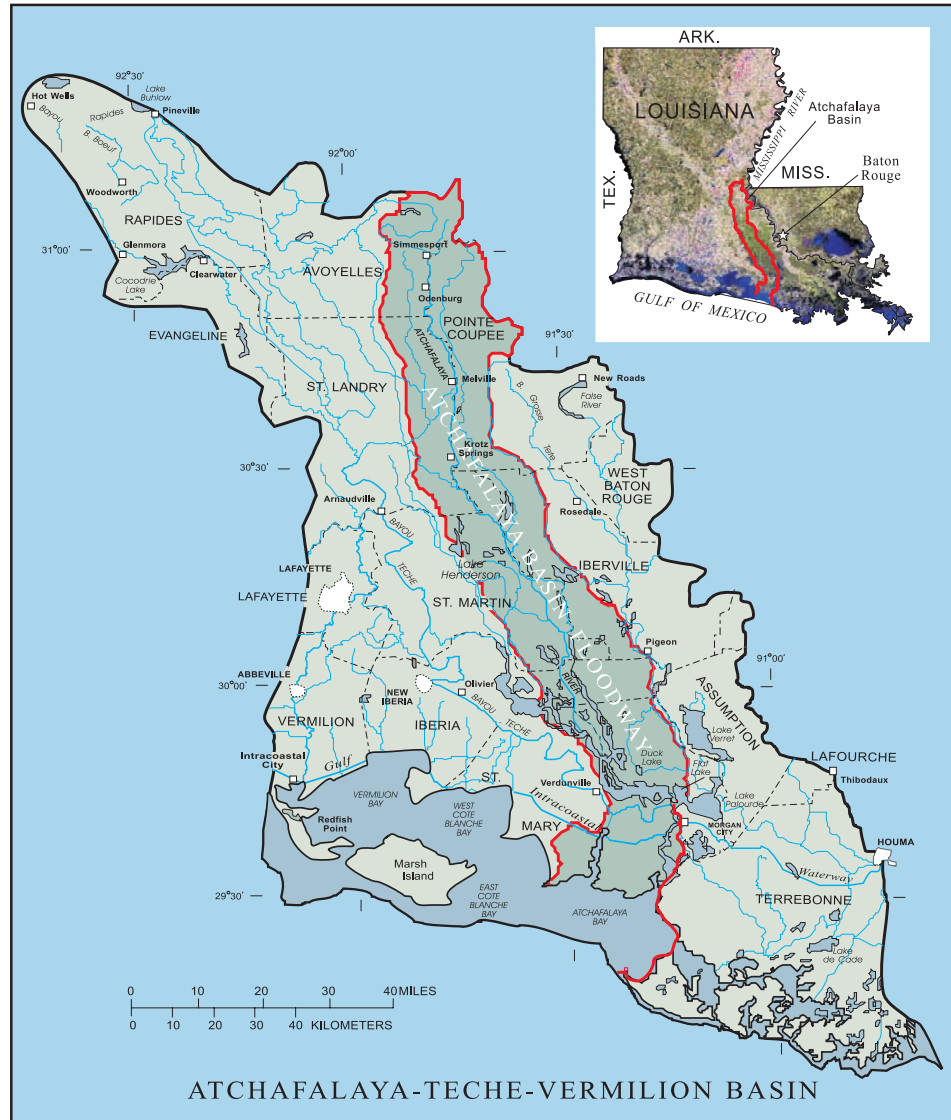 ARK.
LOUISIANA
MISSISSIPPI RIVER
Atchafalaya
Basin
MISS.
Baton
Rouge
TEX.
GULF OF MEXICO
92°30'
Hot Wells
Lake
Buhlow
Bayou
Rapides
Pineville
B. Boeuf
92°00'
Woodworth
RAPIDES
31°00'
Glenmora
Simmesport
AVOYELLES
Clearwater
Cocodrie
Lake
Odenburg
POINTE
COUPEE
EVANGELINE
91°30'
ATCHAFALAYA
Melville
New Roads
ST. LANDRY
B.
Grosse
Tete
False
River
ATCHAFALAYA BASIN FLOODWAY
Krotz
Springs
30°30'
WEST
BATON
ROUGE
Arnaudville
Rosedale
BAYOU
TECHE
Lake
Henderson
IBERVILLE
LAFAYETTE
LAFAYETTE
ST. MARTIN
Pigeon
91°00'
ABBEVILLE
30°00'
Olivier
RIVER
NEW
IBERIA
BAYOU
TECHE
ASSUMPTION
VERMILION
IBERIA
Lake
Verret
Duck
Lake
Flat
Lake
LAFOURCHE
Intracoastal
City
Gulf
ST.
Verdunville
Thibodaux
VERMILION
BAY
WEST
COTE
BLANCHE
BAY
Intracoastal
Lake
Palourde
Redfish
Point
MARY
MORGAN
CITY
HOUMA
Marsh
Island
Waterway
29°30'
EAST
COTE
BLANCHE
BAY
ATCHAFALAYA
BAY
TERREBONNE
Lake
de Cade
0 10 20 30 40 MILES
0 10 20 30 40 KILOMETERS
ATCHAFALAYA-TECHE-VERMILION BASIN